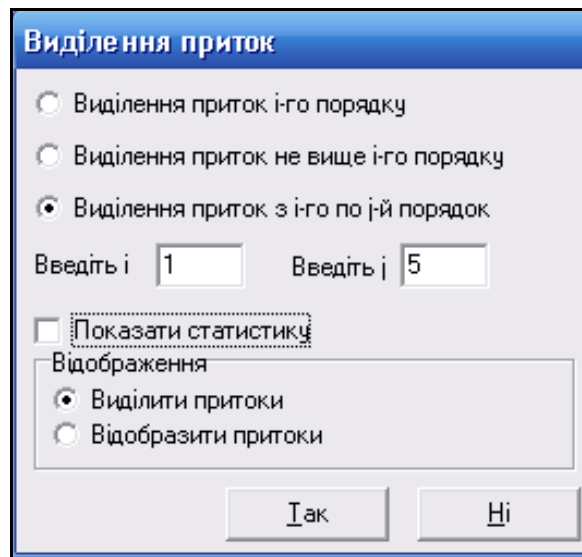 Виділення приток
Виділення приток і-го порядку
Виділення приток не вище і-го порядку
Виділення приток з і-го по j-й порядок
Введіть і 1 Введіть j 5
Показати статистику
Відображення
Виділити притоки
Відобразити притоки
Так Ні